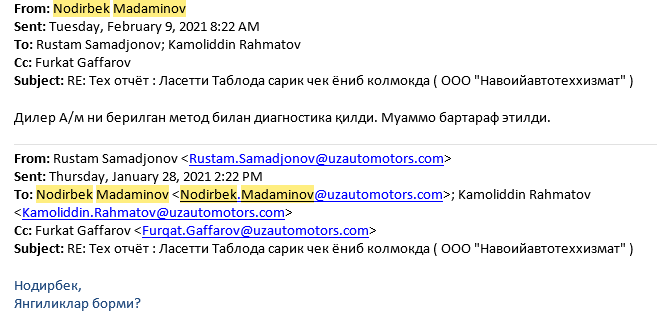 From: Nodirbek Madaminov
Sent: Tuesday, February 9, 2021 8:22 AM
To: Rustam Samadjonov; Kamoliddin Rahmatov
Cc: Furkat Gaffarov
Subject: RE: Тех отчёт : Ласетти Таблода сарик чек ёниб колмокда ( ООО "Навоийавтотеххизмат" )
Дилер А/м ни берилган метод билан диагностика қилди. Муаммо бартараф этилди.
From: Rustam Samadjonov <Rustam.Samadjonov@uzautomotors.com>
Sent: Thursday, January 28, 2021 2:22 PM
To: Nodirbek Madaminov <Nodirbek.Madaminov@uzautomotors.com>; Kamoliddin Rahmatov
<Kamoliddin.Rahmatov@uzautomotors.com>
Cc: Furkat Gaffarov <Furqat.Gaffarov@uzautomotors.com>
Subject: RE: Тех отчёт : Ласетти Таблода сарик чек ёниб колмокда ( ООО "Навоийавтотеххизмат" )
Нодирбек,
Янгиликлар борми?